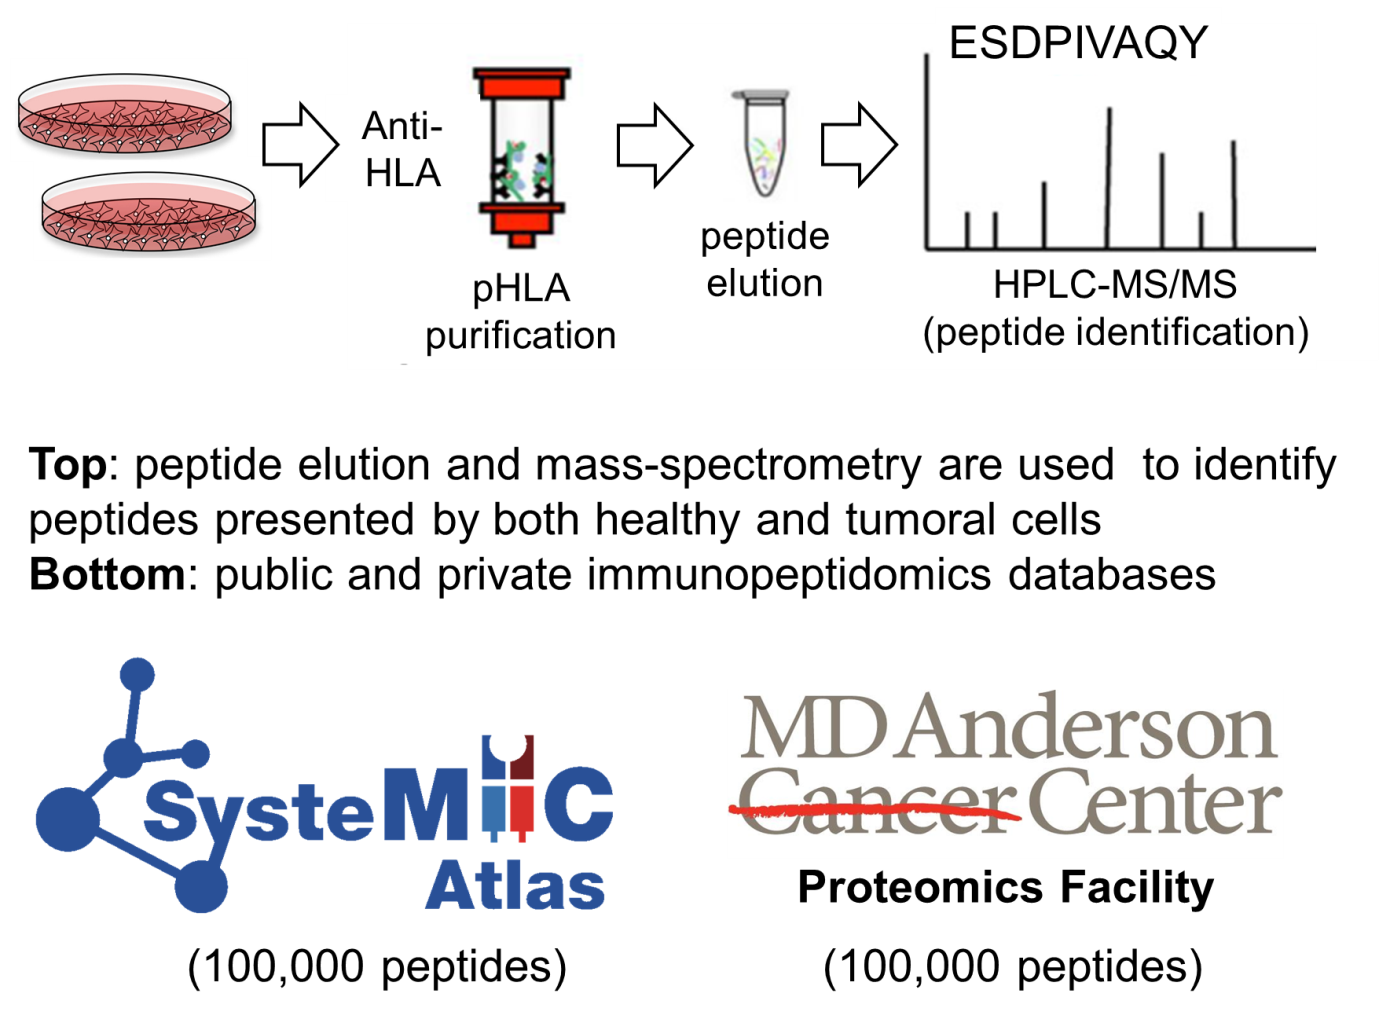 ESDPIVAQY
Anti-
HLA
pHLA
purification
peptide
elution
HPLC-MS/MS
(peptide identification)
Top: peptide elution and mass-spectrometry are used to identify
peptides presented by both healthy and tumoral cells
Bottom: public and private immunopeptidomics databases
SysteMHC
Atlas
(100,000 peptides)
MD Anderson
Cancer Center
Proteomics Facility
(100,000 peptides)